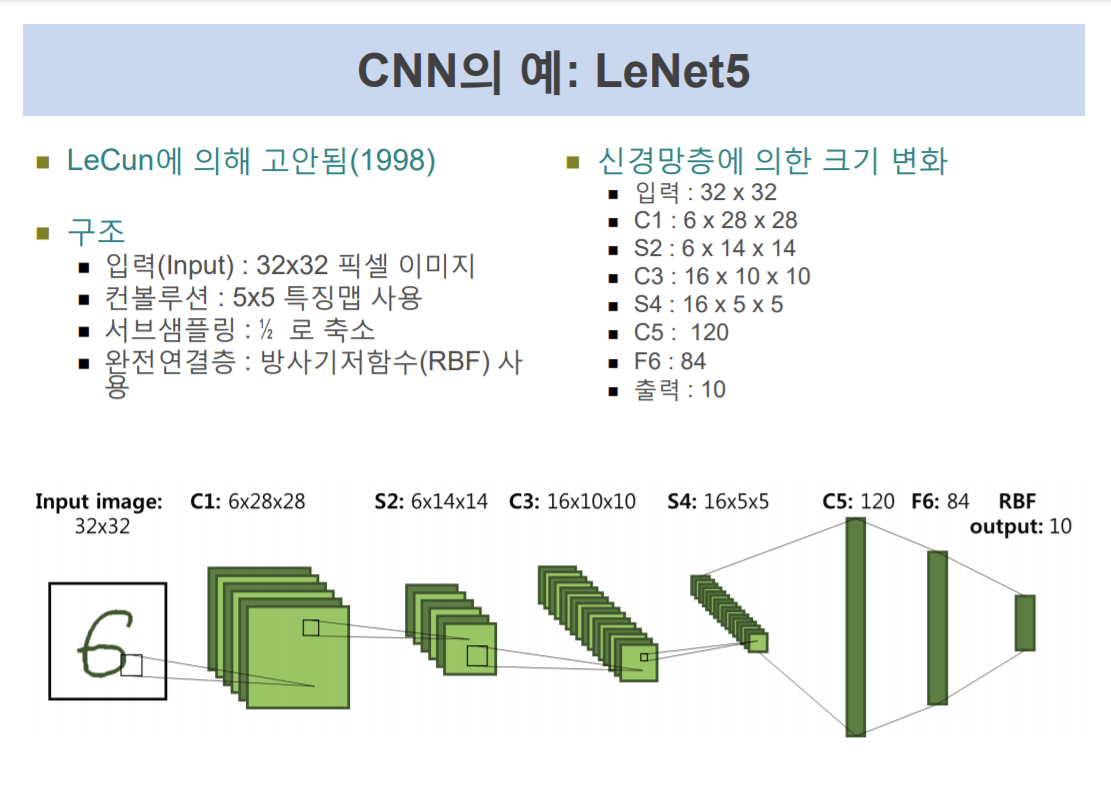 CNN의 예: LeNet5
LeCun에 의해 고안됨(1998)
구조
입력(Input) : 32x32 픽셀 이미지
컨볼루션 : 5x5 특징맵 사용
서브샘플링 : ½ 로 축소
완전연결층 : 방사기저함수(RBF) 사
용
신경망층에 의한 크기 변화
입력 : 32 x 32
C1 : 6 x 28 x 28
S2 : 6 x 14 x 14
C3 : 16 x 10 x 10
S4 : 16 x 5 x 5
C5 : 120
F6 : 84
출력 : 10
Input image: C1: 6x28x28 S2: 6x14x14 C3: 16x10x10 S4: 16x5x5 C5: 120 F6: 84 RBF
32x32 output: 10
6